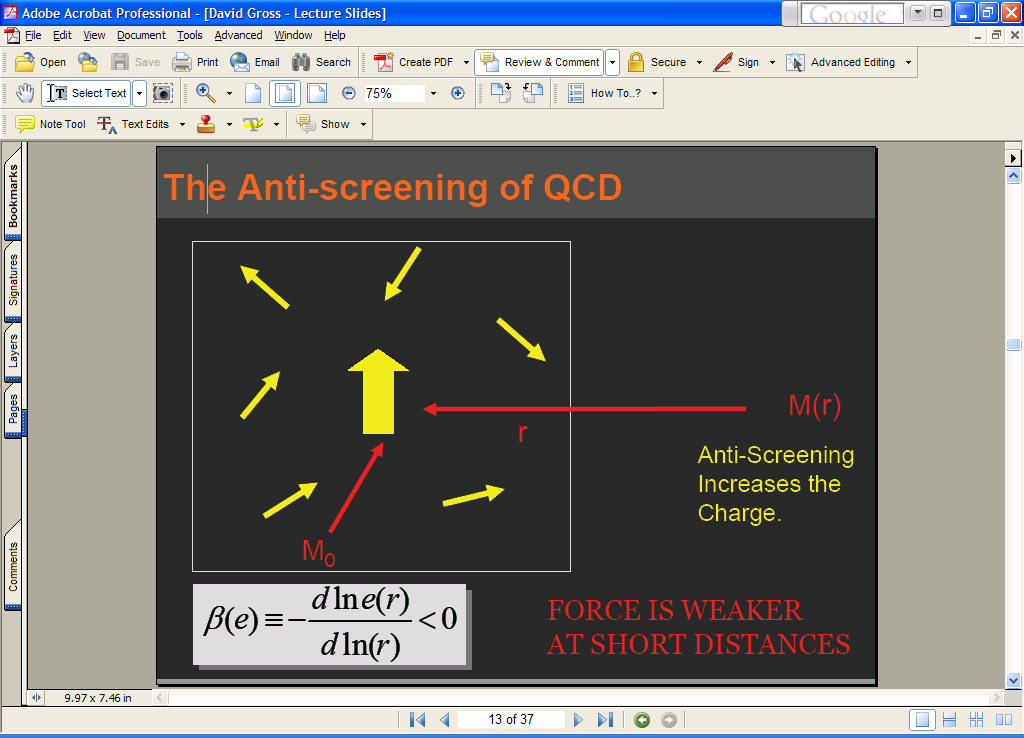 Adobe Acrobat Professional - [David Gross - Lecture Slides]
Google
File Edit View Document Tools Advanced Window Help
Open Save Print Email Search Create PDF Review & Comment Secure Sign Advanced Editing
Select Text 75% How To..?
Note Tool Text Edits Show
Bookmarks
Signatures
Layers
Pages
Comments
The Anti-screening of QCD
M(r)
r
Anti-Screening
Increases the
Charge.
M₀
β(e) ≡ − d ln e(r) / d ln(r) < 0
FORCE IS WEAKER
AT SHORT DISTANCES
9.97 x 7.46 in
13 of 37